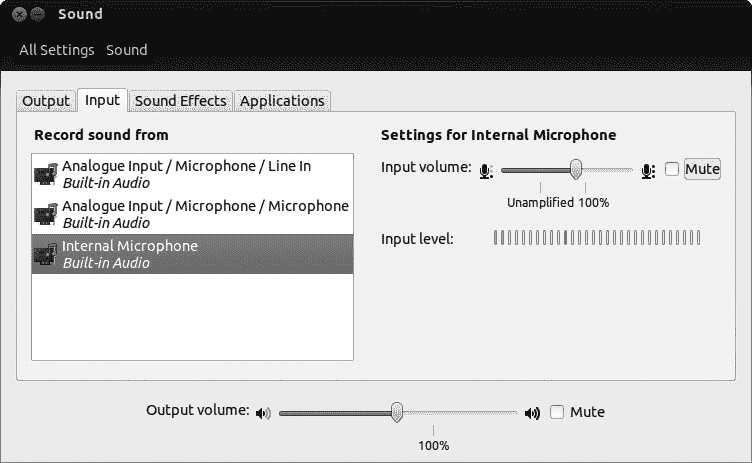 Sound
All Settings Sound
Output Input Sound Effects Applications
Record sound from
Analogue Input / Microphone / Line In
Built-in Audio
Analogue Input / Microphone / Microphone
Built-in Audio
Internal Microphone
Built-in Audio
Settings for Internal Microphone
Input volume: Mute
Unamplified 100%
Input level:
Output volume: Mute
100%